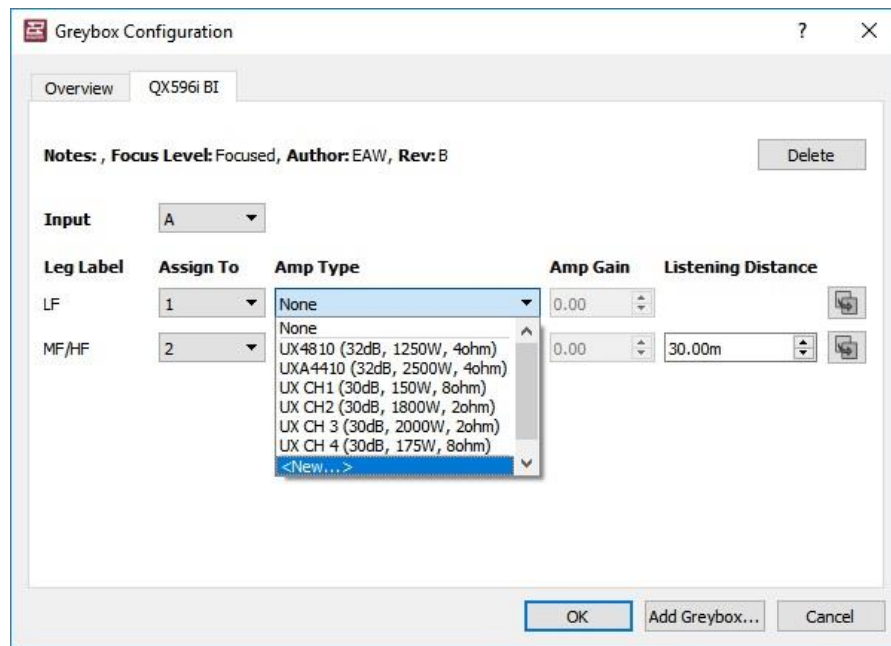 Greybox Configuration
Overview QX596i BI
Notes: , Focus Level: Focused, Author: EAW, Rev: B Delete
Input A
Leg Label Assign To Amp Type Amp Gain Listening Distance
LF 1 None 0.00
None
MF/HF 2 0.00 30.00m
UX4810 (32dB, 1250W, 4ohm)
UXA4410 (32dB, 2500W, 4ohm)
UX CH1 (30dB, 150W, 8ohm)
UX CH2 (30dB, 1800W, 2ohm)
UX CH 3 (30dB, 2000W, 2ohm)
UX CH 4 (30dB, 175W, 8ohm)
<New...>
OK Add Greybox... Cancel